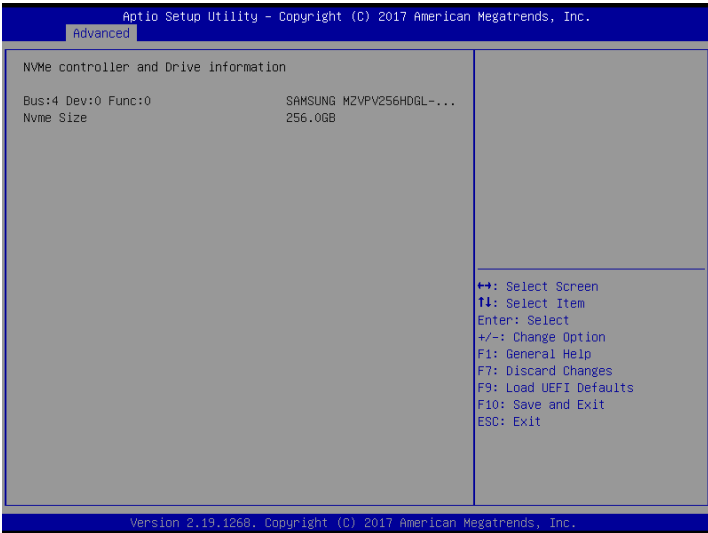 Aptio Setup Utility – Copyright (C) 2017 American Megatrends, Inc.
Advanced
NVMe controller and Drive information
Bus:4 Dev:0 Func:0 SAMSUNG MZVPV256HDGL-...
Nvme Size 256.0GB
↔: Select Screen
↑↓: Select Item
Enter: Select
+/-: Change Option
F1: General Help
F7: Discard Changes
F9: Load UEFI Defaults
F10: Save and Exit
ESC: Exit
Version 2.19.1268. Copyright (C) 2017 American Megatrends, Inc.